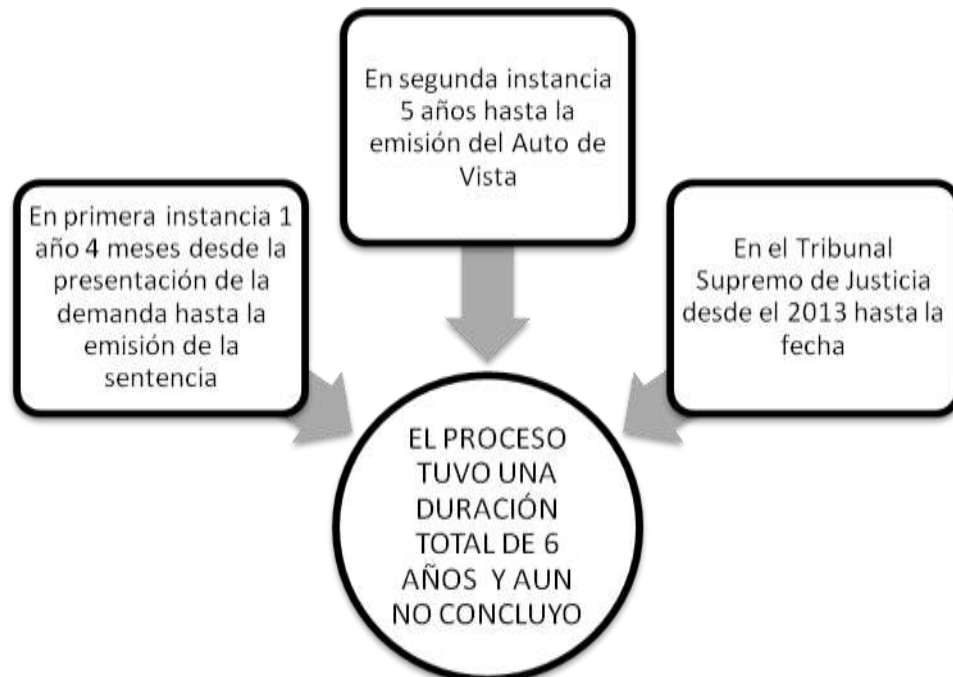 En segunda instancia
5 años hasta la
emisión del Auto de
Vista
En primera instancia 1
año 4 meses desde la
presentación de la
demanda hasta la
emisión de la
sentencia
En el Tribunal
Supremo de Justicia
desde el 2013 hasta la
fecha
EL PROCESO
TUVO UNA
DURACIÓN
TOTAL DE 6
AÑOS Y AUN
NO CONCLUYO